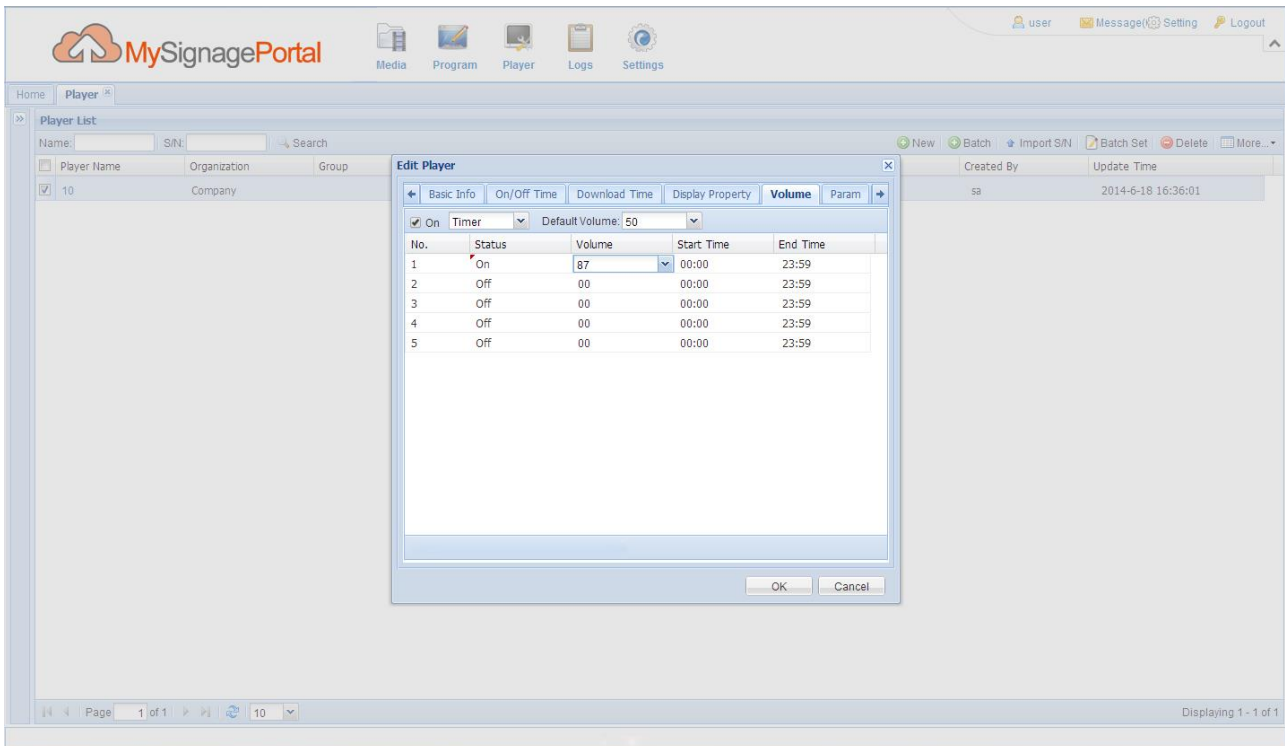 user Message( Setting Logout
MySignagePortal
Media Program Player Logs Settings
Home Player
Player List
Name: S/N: Search New Batch Import S/N Batch Set Delete More...
Player Name Organization Group Created By Update Time
10 Company sa 2014-6-18 16:36:01
Edit Player
Basic Info On/Off Time Download Time Display Property Volume Param
On Timer Default Volume: 50
No. Status Volume Start Time End Time
1 On 87 00:00 23:59
2 Off 00 00:00 23:59
3 Off 00 00:00 23:59
4 Off 00 00:00 23:59
5 Off 00 00:00 23:59
OK Cancel
Page 1 of 1 10 Displaying 1 - 1 of 1